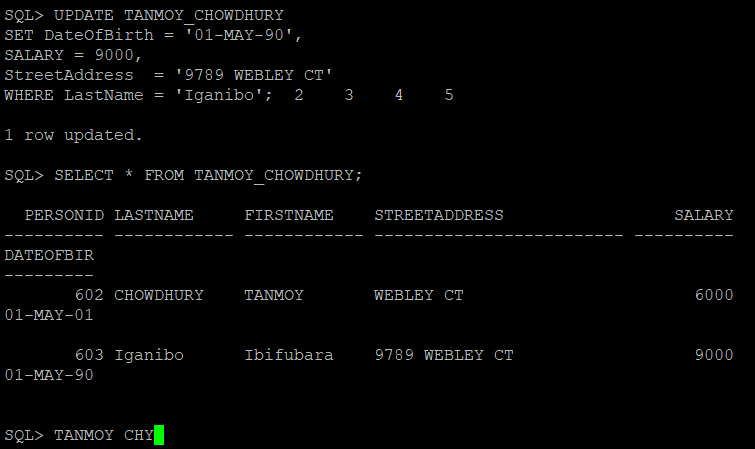 SQL> UPDATE TANMOY_CHOWDHURY
SET DateOfBirth = '01-MAY-90',
SALARY = 9000,
StreetAddress  = '9789 WEBLEY CT'
WHERE LastName = 'Iganibo';  2    3    4    5
1 row updated.
SQL> SELECT * FROM TANMOY_CHOWDHURY;
  PERSONID LASTNAME     FIRSTNAME    STREETADDRESS                 SALARY
---------- ------------ ------------ ------------------------- ----------
DATEOFBIR
---------
       602 CHOWDHURY    TANMOY       WEBLEY CT                       6000
01-MAY-01
       603 Iganibo      Ibifubara    9789 WEBLEY CT                  9000
01-MAY-90
SQL> TANMOY CHY